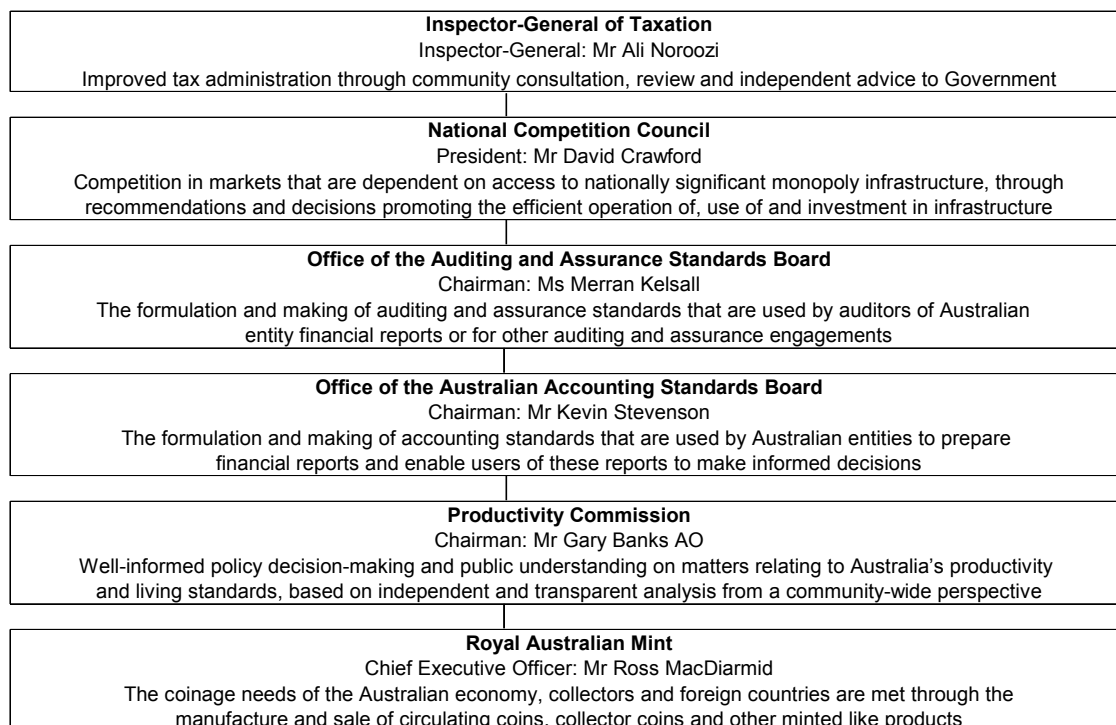 Inspector-General of Taxation
Inspector-General: Mr Ali Noroozi
Improved tax administration through community consultation, review and independent advice to Government
National Competition Council
President: Mr David Crawford
Competition in markets that are dependent on access to nationally significant monopoly infrastructure, through
recommendations and decisions promoting the efficient operation of, use of and investment in infrastructure
Office of the Auditing and Assurance Standards Board
Chairman: Ms Merran Kelsall
The formulation and making of auditing and assurance standards that are used by auditors of Australian
entity financial reports or for other auditing and assurance engagements
Office of the Australian Accounting Standards Board
Chairman: Mr Kevin Stevenson
The formulation and making of accounting standards that are used by Australian entities to prepare
financial reports and enable users of these reports to make informed decisions
Productivity Commission
Chairman: Mr Gary Banks AO
Well-informed policy decision-making and public understanding on matters relating to Australia’s productivity
and living standards, based on independent and transparent analysis from a community-wide perspective
Royal Australian Mint
Chief Executive Officer: Mr Ross MacDiarmid
The coinage needs of the Australian economy, collectors and foreign countries are met through the
manufacture and sale of circulating coins, collector coins and other minted like products